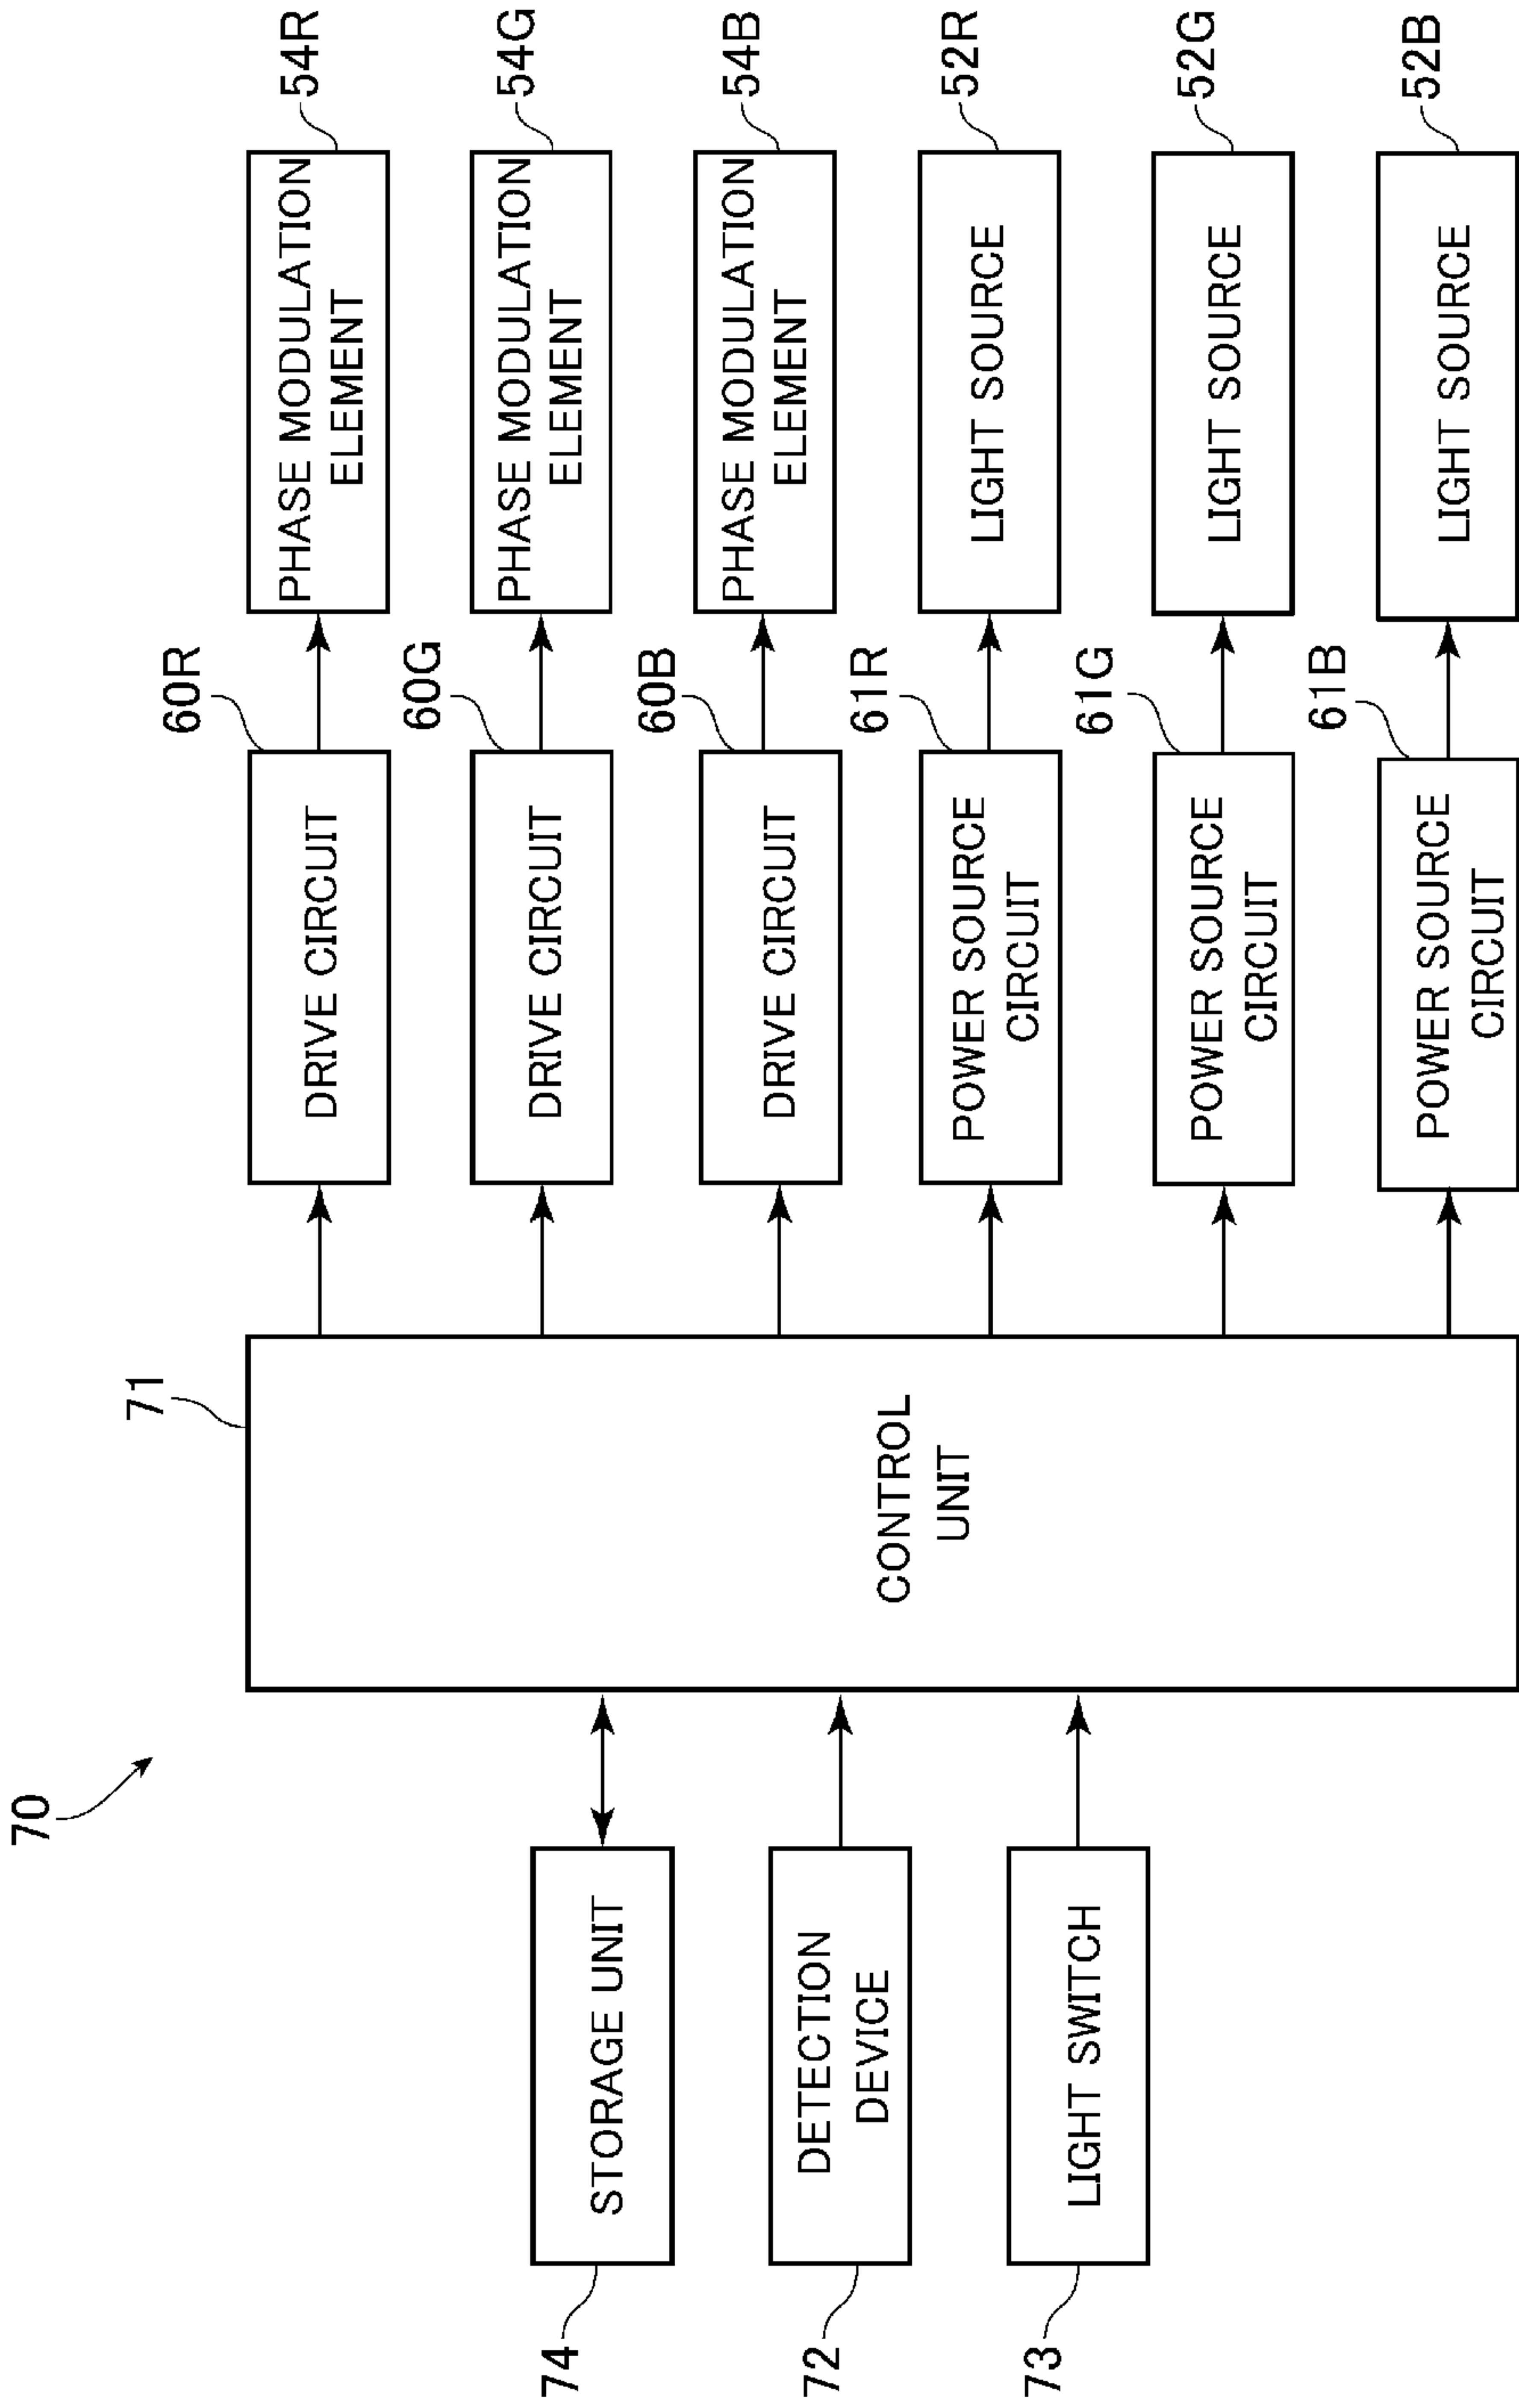 70
71
74
STORAGE UNIT
72
DETECTION
DEVICE
73
LIGHT SWITCH
CONTROL
UNIT
60R
DRIVE CIRCUIT
54R
PHASE MODULATION
ELEMENT
60G
DRIVE CIRCUIT
54G
PHASE MODULATION
ELEMENT
60B
DRIVE CIRCUIT
54B
PHASE MODULATION
ELEMENT
61R
POWER SOURCE
CIRCUIT
52R
LIGHT SOURCE
61G
POWER SOURCE
CIRCUIT
52G
LIGHT SOURCE
61B
POWER SOURCE
CIRCUIT
52B
LIGHT SOURCE